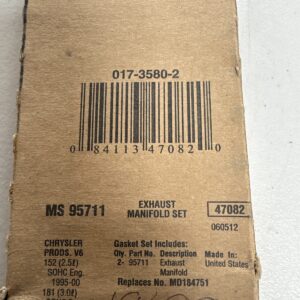 017-3580-2
0 84113 47082 0
MS 95711
EXHAUST
MANIFOLD SET
47082
060512
CHRYSLER
PRODS. V6
152 (2.5ℓ)
SOHC Eng.
1995-00
181 (3.0ℓ)
Gasket Set Includes:
Qty. Part No. Description
2- 95711 Exhaust
Manifold
Made In:
United States
Replaces No. MD184751